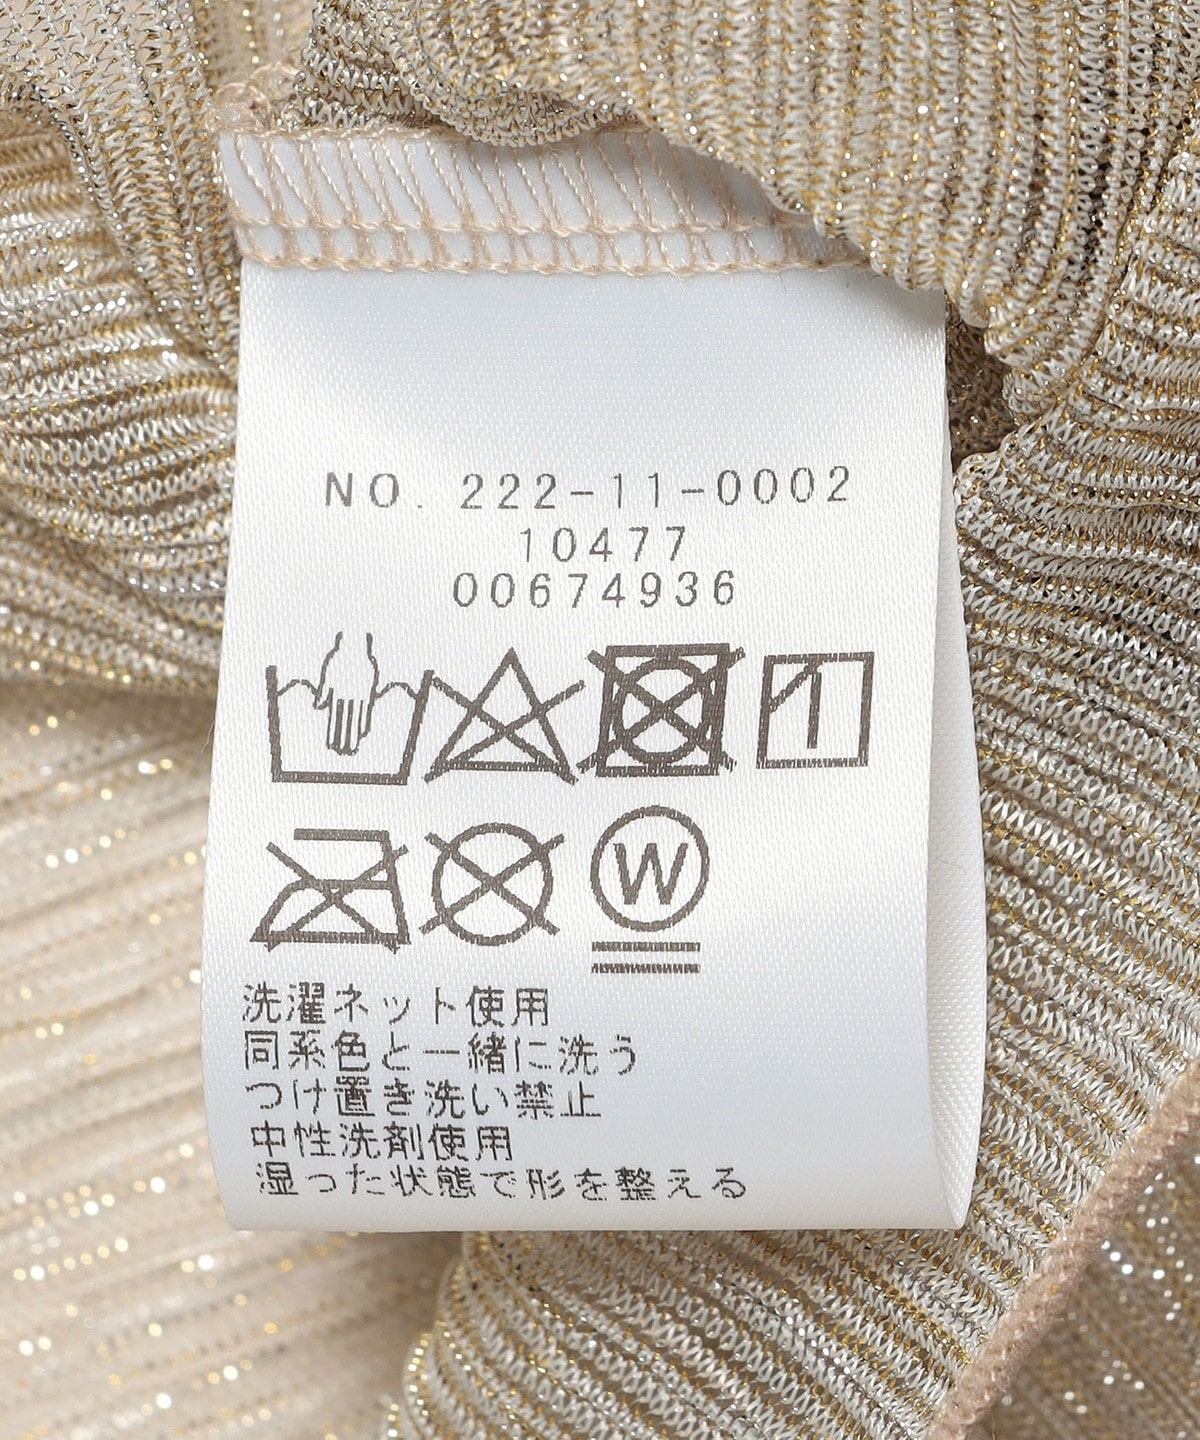 NO. 222-11-0002
10477
00674936
W
洗濯ネット使用
同系色と一緒に洗う
つけ置き洗い禁止
中性洗剤使用
湿った状態で形を整える